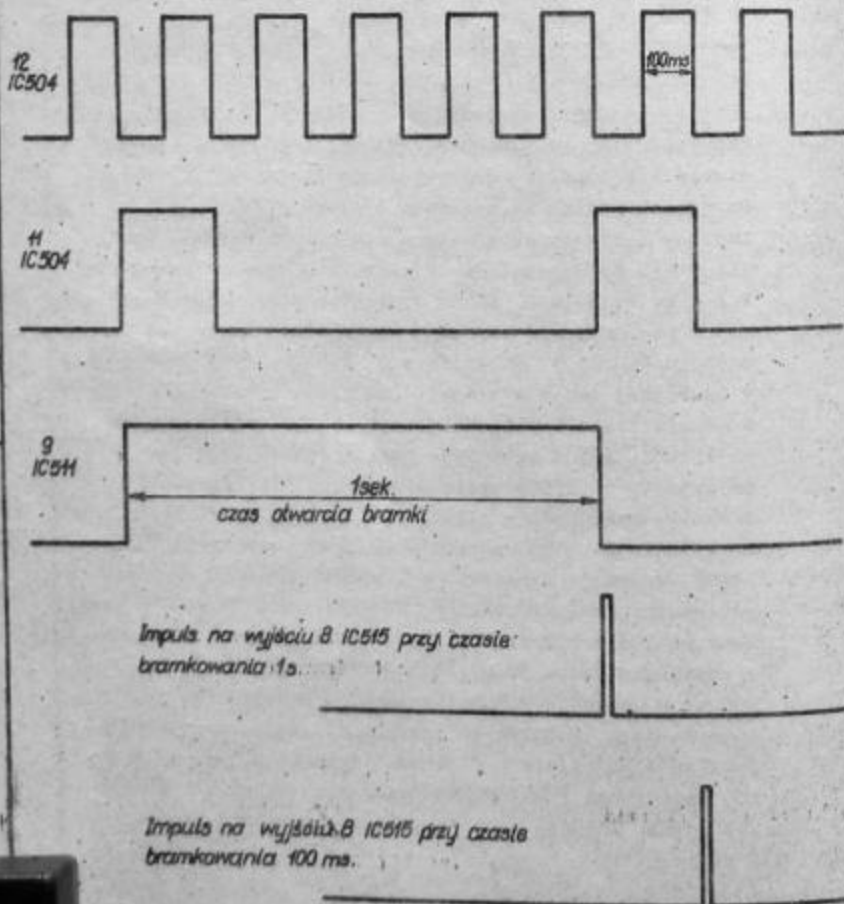 12
IC504
100ms
11
IC504
9
IC511
1sek.
czas otwarcia bramki
Impuls na wyjściu 8 IC515 przy czasie
bramkowania 1s.
Impuls na wyjściu 8 IC515 przy czasie
bramkowania 100 ms.